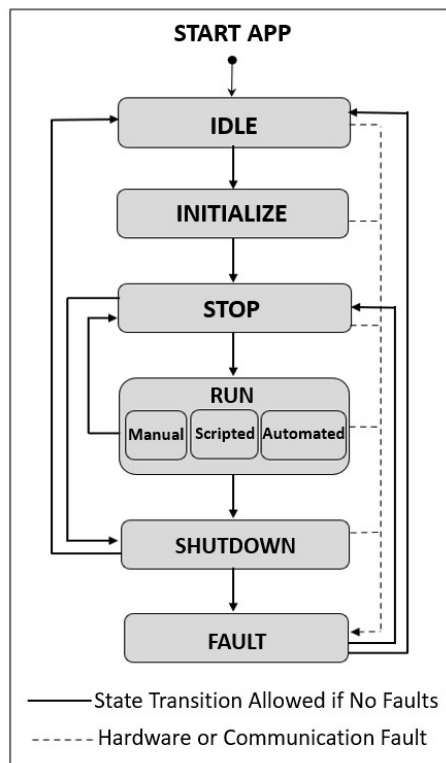 START APP
IDLE
INITIALIZE
STOP
RUN
Manual Scripted Automated
SHUTDOWN
FAULT
State Transition Allowed if No Faults
Hardware or Communication Fault